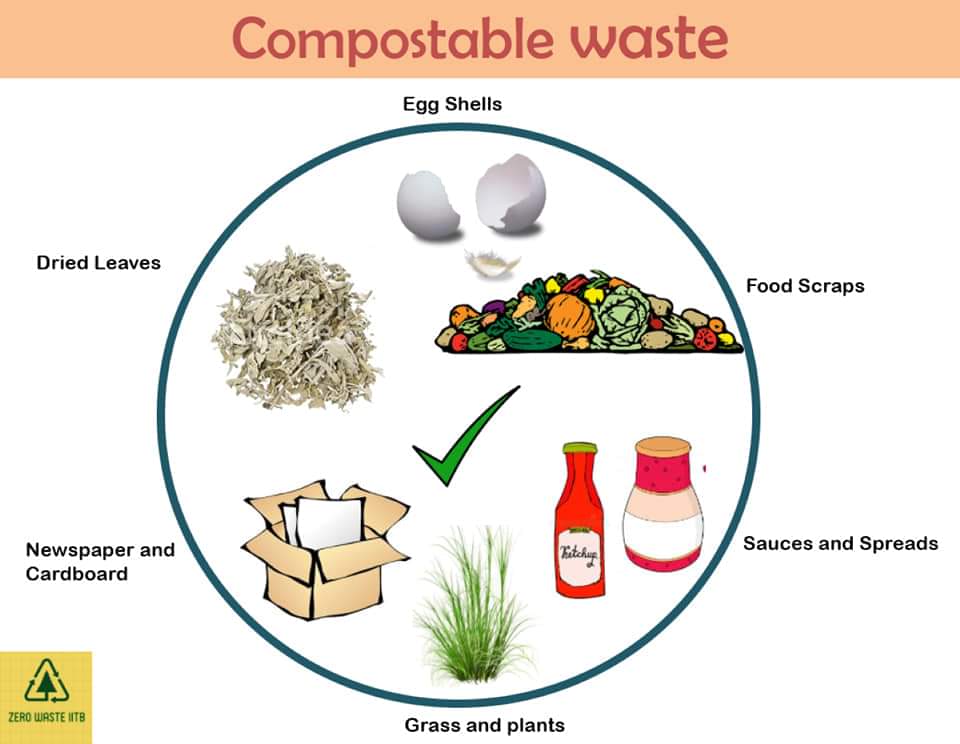 Compostable waste
Egg Shells
Dried Leaves
Food Scraps
Ketchup
Newspaper and
Cardboard
Sauces and Spreads
ZERO WASTE IITB
Grass and plants